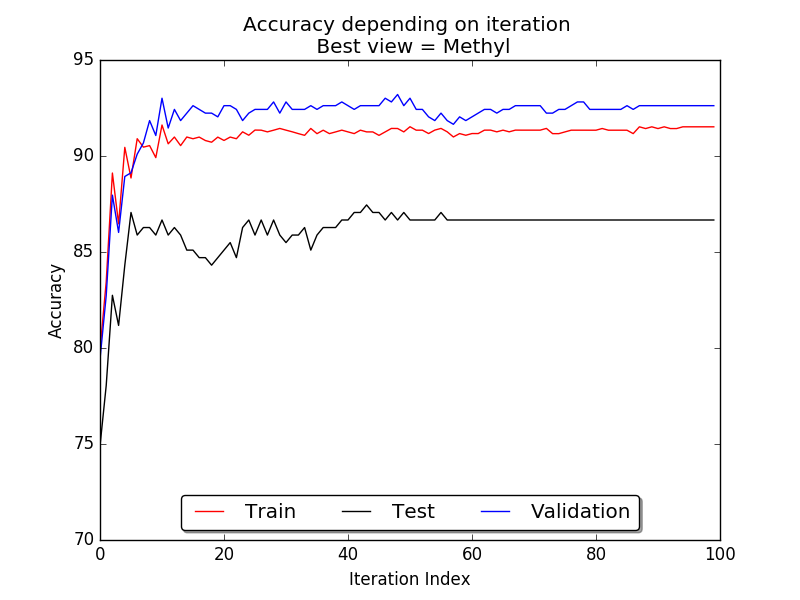 Accuracy depending on iteration
Best view = Methyl
95
90
85
80
75
70
Accuracy
Train Test Validation
0 20 40 60 80 100
Iteration Index